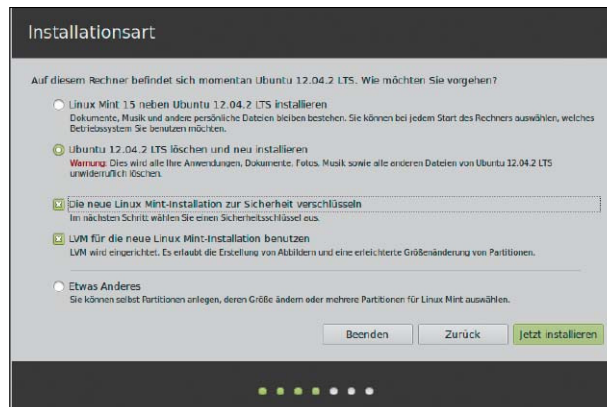 Installationsart
Auf diesem Rechner befindet sich momentan Ubuntu 12.04.2 LTS. Wie möchten Sie vorgehen?
Linux Mint 15 neben Ubuntu 12.04.2 LTS installieren
Dokumente, Musik und andere persönliche Dateien bleiben bestehen. Sie können bei jedem Start des Rechners auswählen, welches
Betriebssystem Sie benutzen möchten.
Ubuntu 12.04.2 LTS löschen und neu installieren
Warnung: Dies wird alle Ihre Anwendungen, Dokumente, Fotos, Musik sowie alle anderen Dateien von Ubuntu 12.04.2 LTS
unwiderruflich löschen.
Die neue Linux Mint-Installation zur Sicherheit verschlüsseln
Im nächsten Schritt wählen Sie einen Sicherheitsschlüssel aus.
LVM für die neue Linux Mint-Installation benutzen
LVM wird eingerichtet. Es erlaubt die Erstellung von Abbildern und eine erleichterte Größenänderung von Partitionen.
Etwas Anderes
Sie können selbst Partitionen anlegen, deren Größe ändern oder mehrere Partitionen für Linux Mint auswählen.
Beenden Zurück Jetzt installieren